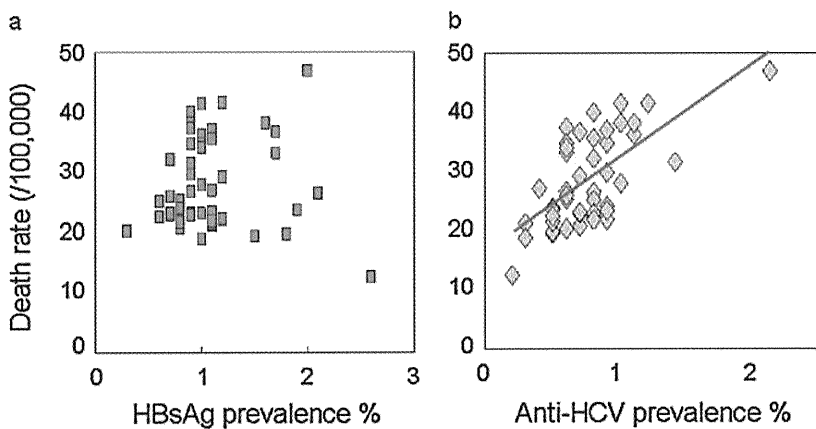 a
b
Death rate (/100,000)
50
40
30
20
10
0
0 1 2 3
HBsAg prevalence %
50
40
30
20
10
0
0 1 2
Anti-HCV prevalence %